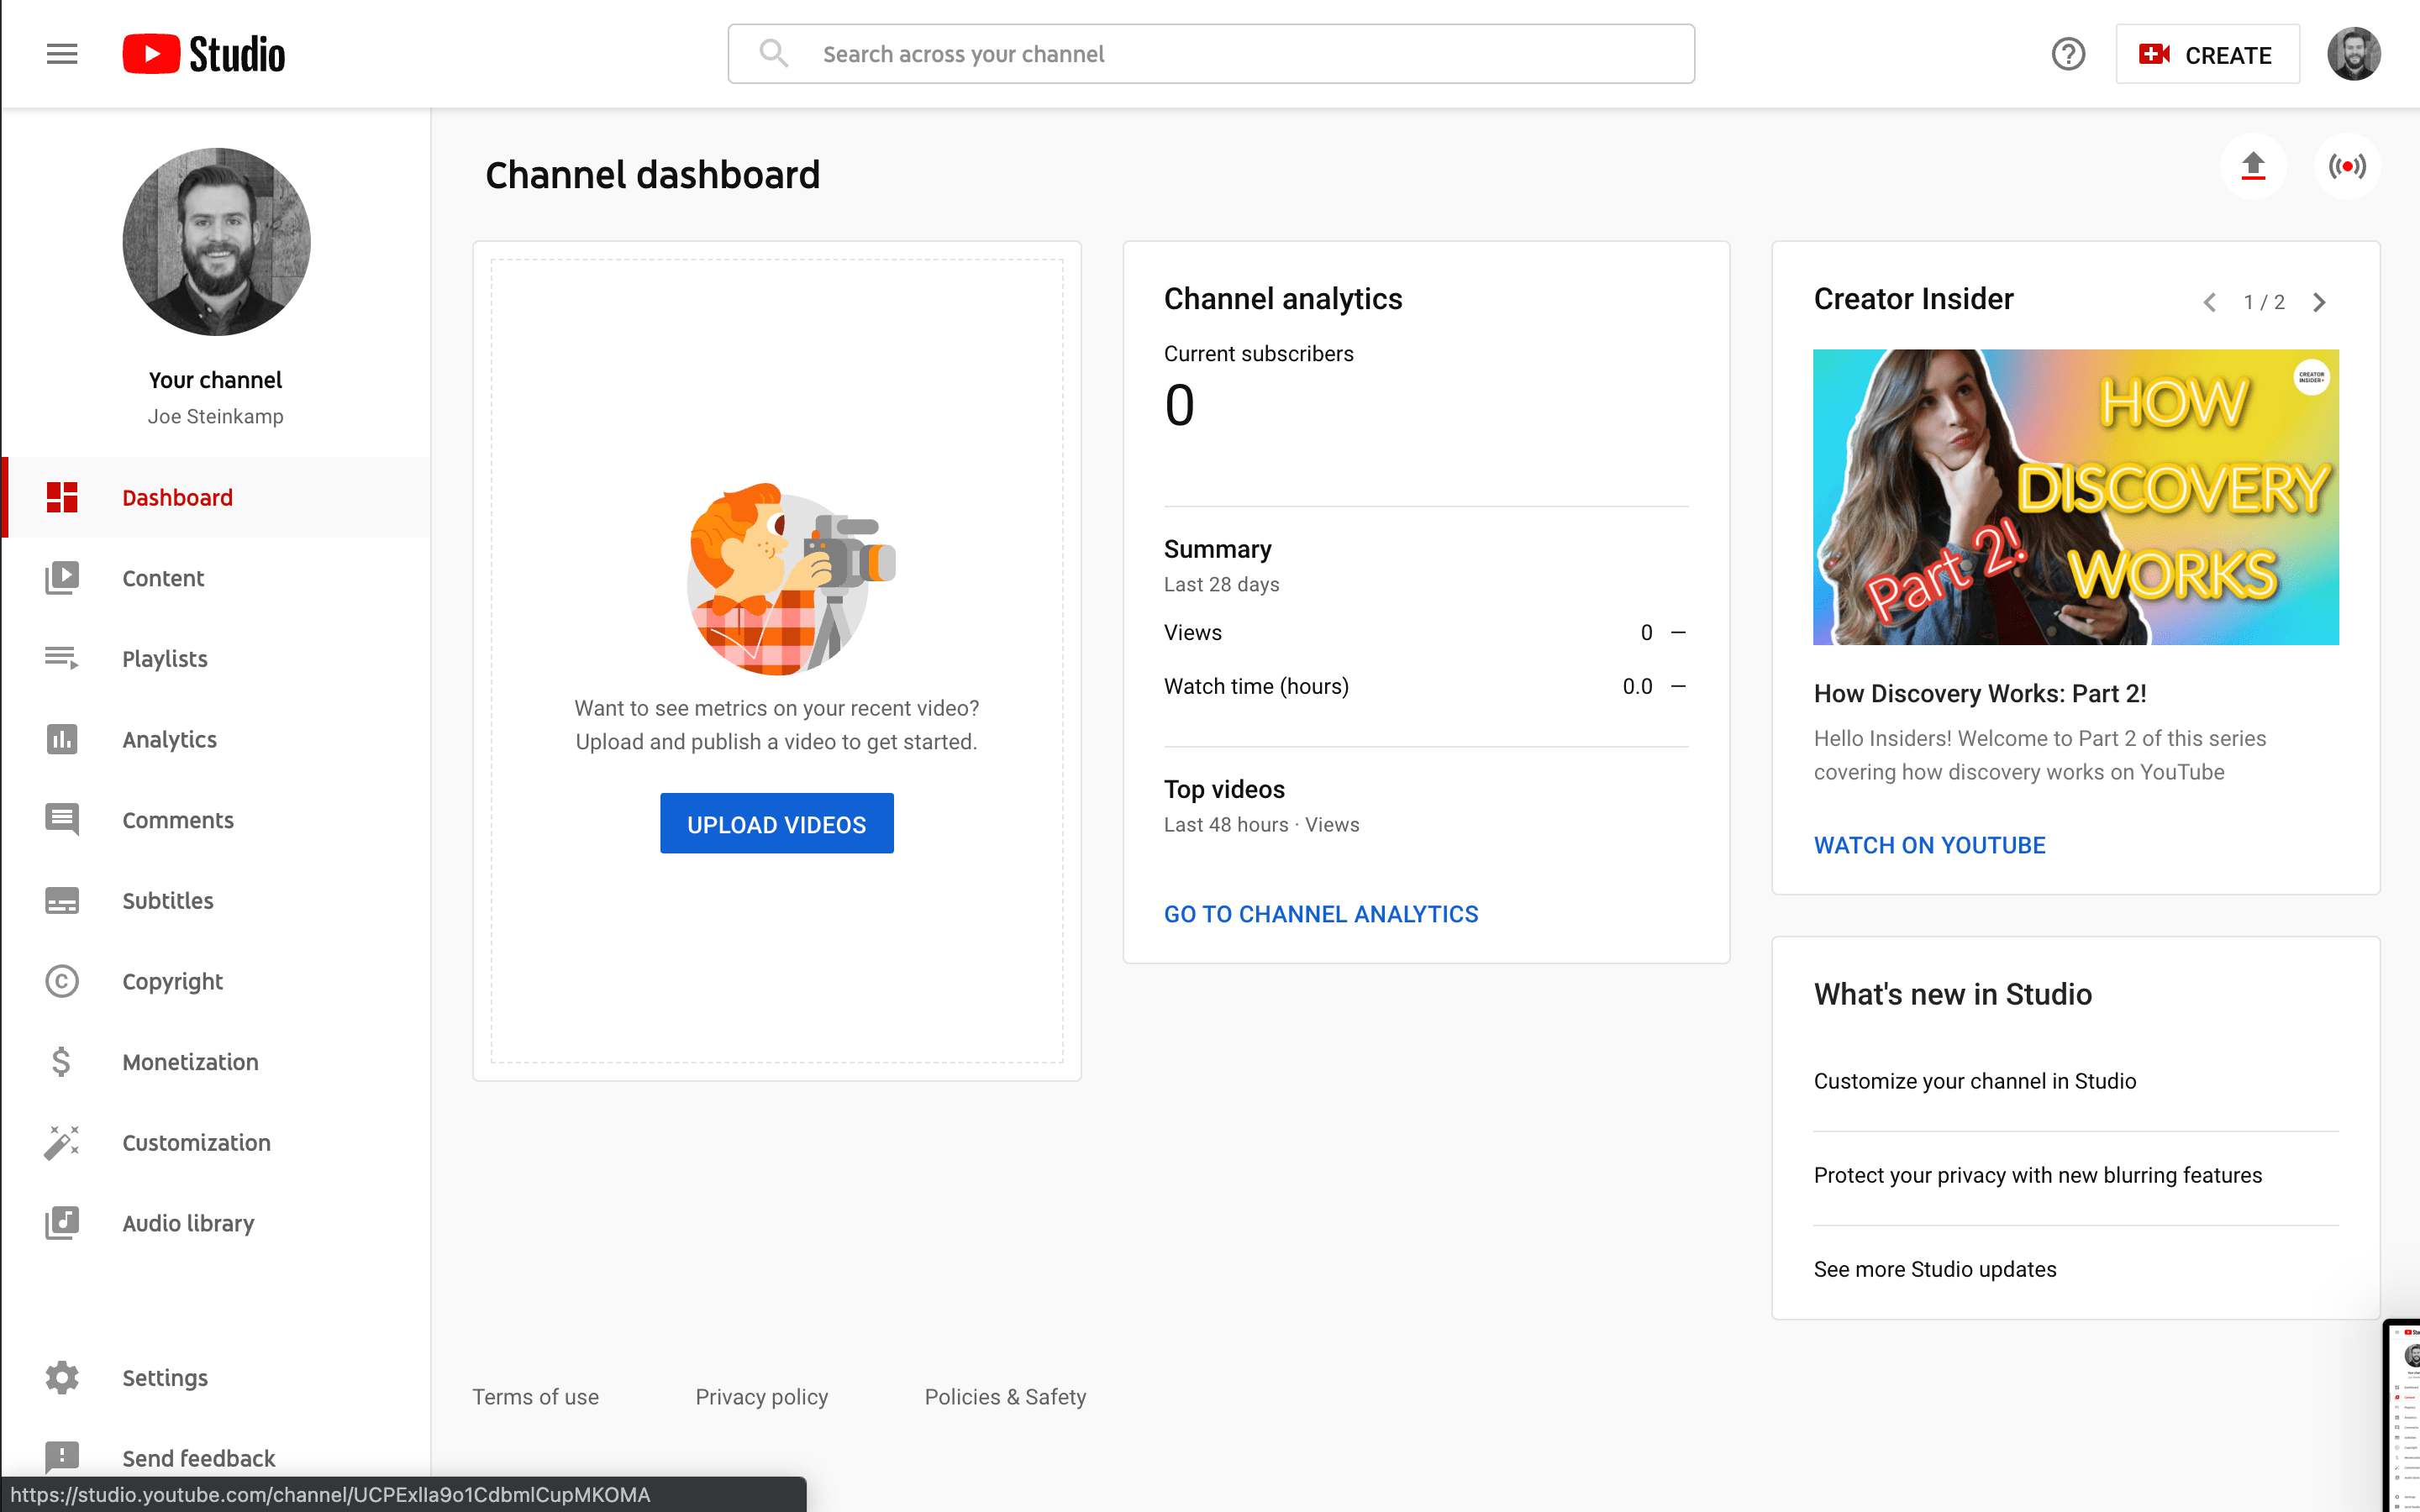 Studio
Search across your channel
CREATE
Your channel
Joe Steinkamp
Dashboard
Content
Playlists
Analytics
Comments
Subtitles
Copyright
Monetization
Customization
Audio library
Settings
Send feedback
Channel dashboard
Want to see metrics on your recent video?
Upload and publish a video to get started.
UPLOAD VIDEOS
Channel analytics
Current subscribers
0
Summary
Last 28 days
Views 0 —
Watch time (hours) 0.0 —
Top videos
Last 48 hours · Views
GO TO CHANNEL ANALYTICS
Creator Insider
1 / 2
CREATOR
INSIDER
HOW
DISCOVERY
WORKS
Part 2!
How Discovery Works: Part 2!
Hello Insiders! Welcome to Part 2 of this series
covering how discovery works on YouTube
WATCH ON YOUTUBE
What's new in Studio
Customize your channel in Studio
Protect your privacy with new blurring features
See more Studio updates
Terms of use
Privacy policy
Policies & Safety
https://studio.youtube.com/channel/UCPExlIa9o1CdbmlCupMKOMA